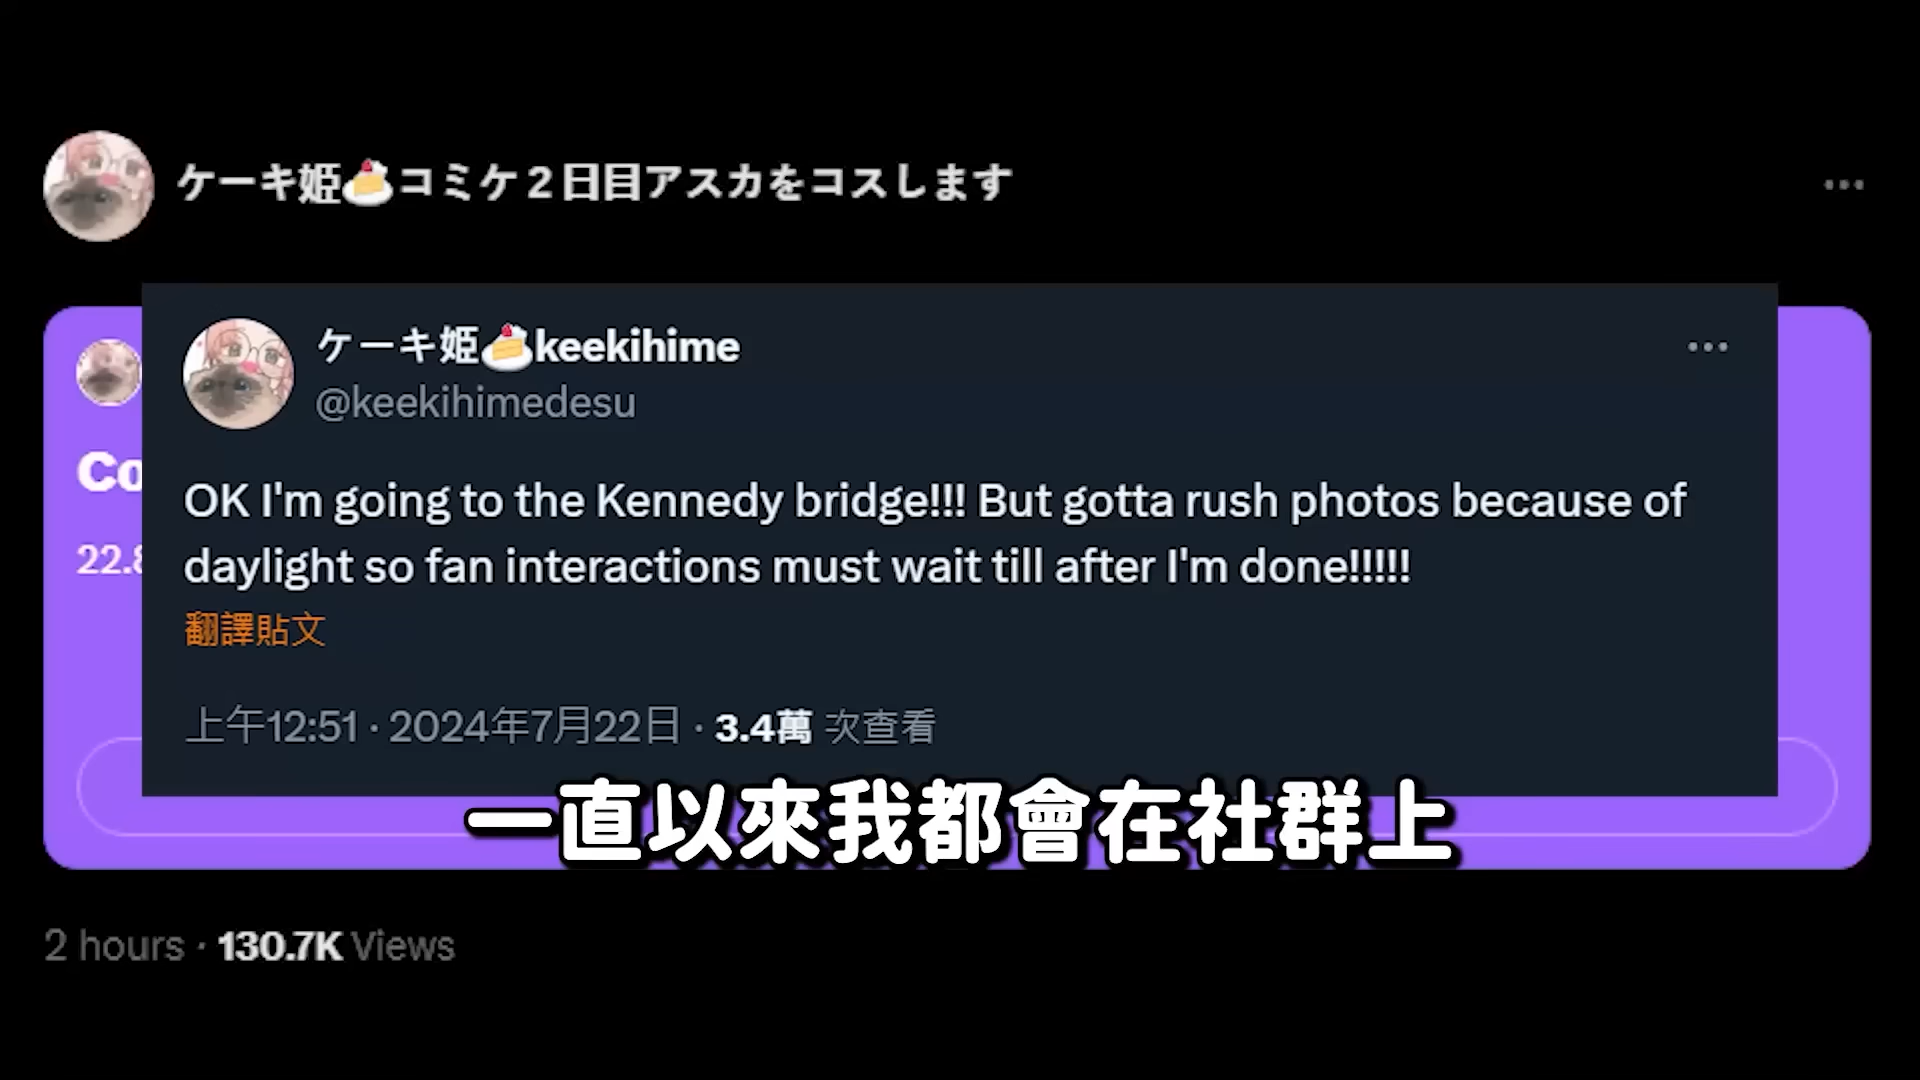 ケーキ姫🍰コミケ２日目アスカをコスします
ケーキ姫🍰keekihime
@keekihimedesu
Co
22.8
OK I'm going to the Kennedy bridge!!! But gotta rush photos because of
daylight so fan interactions must wait till after I'm done!!!!!
翻譯貼文
上午12:51 · 2024年7月22日 · 3.4萬 次查看
一直以來我都會在社群上
2 hours · 130.7K Views